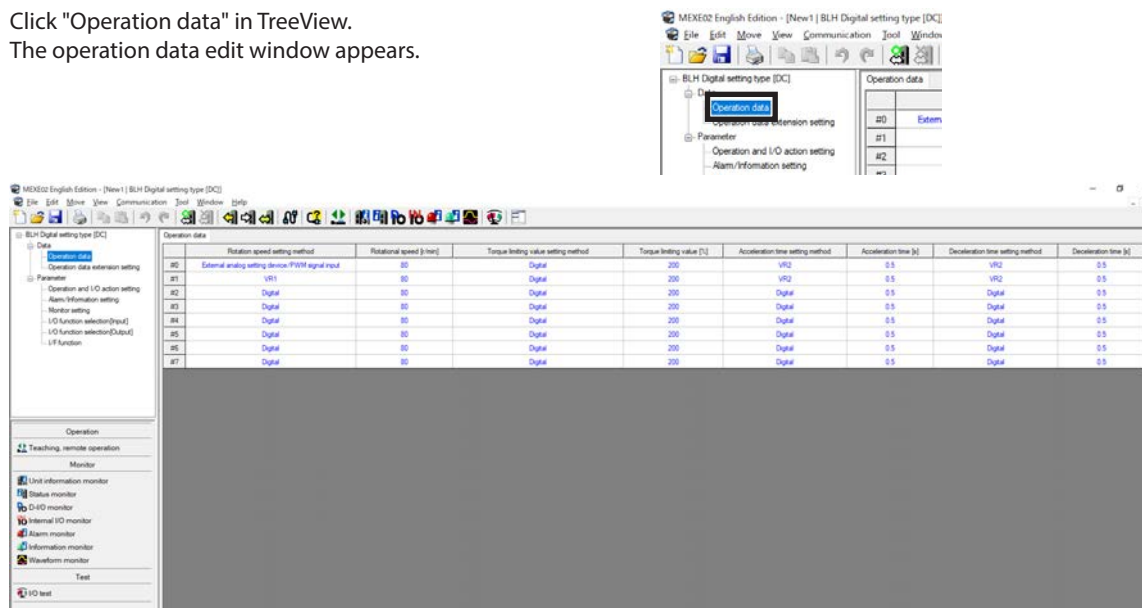 Click "Operation data" in TreeView.
The operation data edit window appears.
MEXE02 English Edition - [New1 | BLH Digital setting type [DC]
File Edit Move View Communication Tool Window
BLH Digital setting type [DC]
Data
Operation data
Operation data extension setting
Parameter
Operation and I/O action setting
Alarm/Information setting
Operation data
#0 Extern
#1
#2
MEXE02 English Edition - [New1 | BLH Digital setting type [DC]]
File Edit Move View Communication Tool Window Help
BLH Digital setting type [DC]
Data
Operation data
Operation data extension setting
Parameter
Operation and I/O action setting
Alarm/Information setting
Monitor setting
I/O function selection[Input]
I/O function selection[Output]
I/F function
Operation
Teaching, remote operation
Monitor
Unit information monitor
Status monitor
D-I/O monitor
Internal I/O monitor
Alarm monitor
Information monitor
Waveform monitor
Test
I/O test
Operation data
Rotation speed setting method Rotational speed [r/min] Torque limiting value setting method Torque limiting value [%] Acceleration time setting method Acceleration time [s] Deceleration time setting method Deceleration time [s]
#0 External analog setting device/PWM signal input 80 Digital 200 VR2 0.5 VR2 0.5
#1 VR1 80 Digital 200 VR2 0.5 VR2 0.5
#2 Digital 80 Digital 200 Digital 0.5 Digital 0.5
#3 Digital 80 Digital 200 Digital 0.5 Digital 0.5
#4 Digital 80 Digital 200 Digital 0.5 Digital 0.5
#5 Digital 80 Digital 200 Digital 0.5 Digital 0.5
#6 Digital 80 Digital 200 Digital 0.5 Digital 0.5
#7 Digital 80 Digital 200 Digital 0.5 Digital 0.5